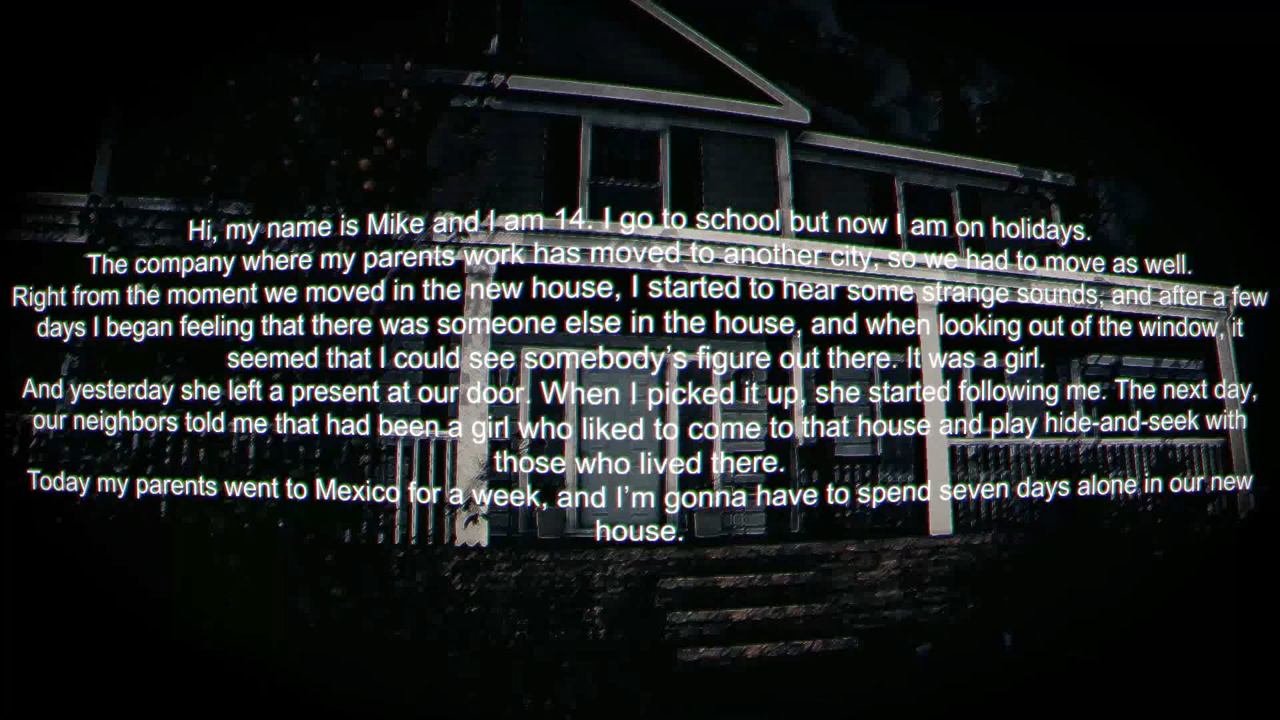 Hi, my name is Mike and I am 14. I go to school but now I am on holidays.
The company where my parents work has moved to another city, so we had to move as well.
Right from the moment we moved in the new house, I started to hear some strange sounds, and after a few
days I began feeling that there was someone else in the house, and when looking out of the window, it
seemed that I could see somebody’s figure out there. It was a girl.
And yesterday she left a present at our door. When I picked it up, she started following me. The next day,
our neighbors told me that had been a girl who liked to come to that house and play hide-and-seek with
those who lived there.
Today my parents went to Mexico for a week, and I’m gonna have to spend seven days alone in our new
house.